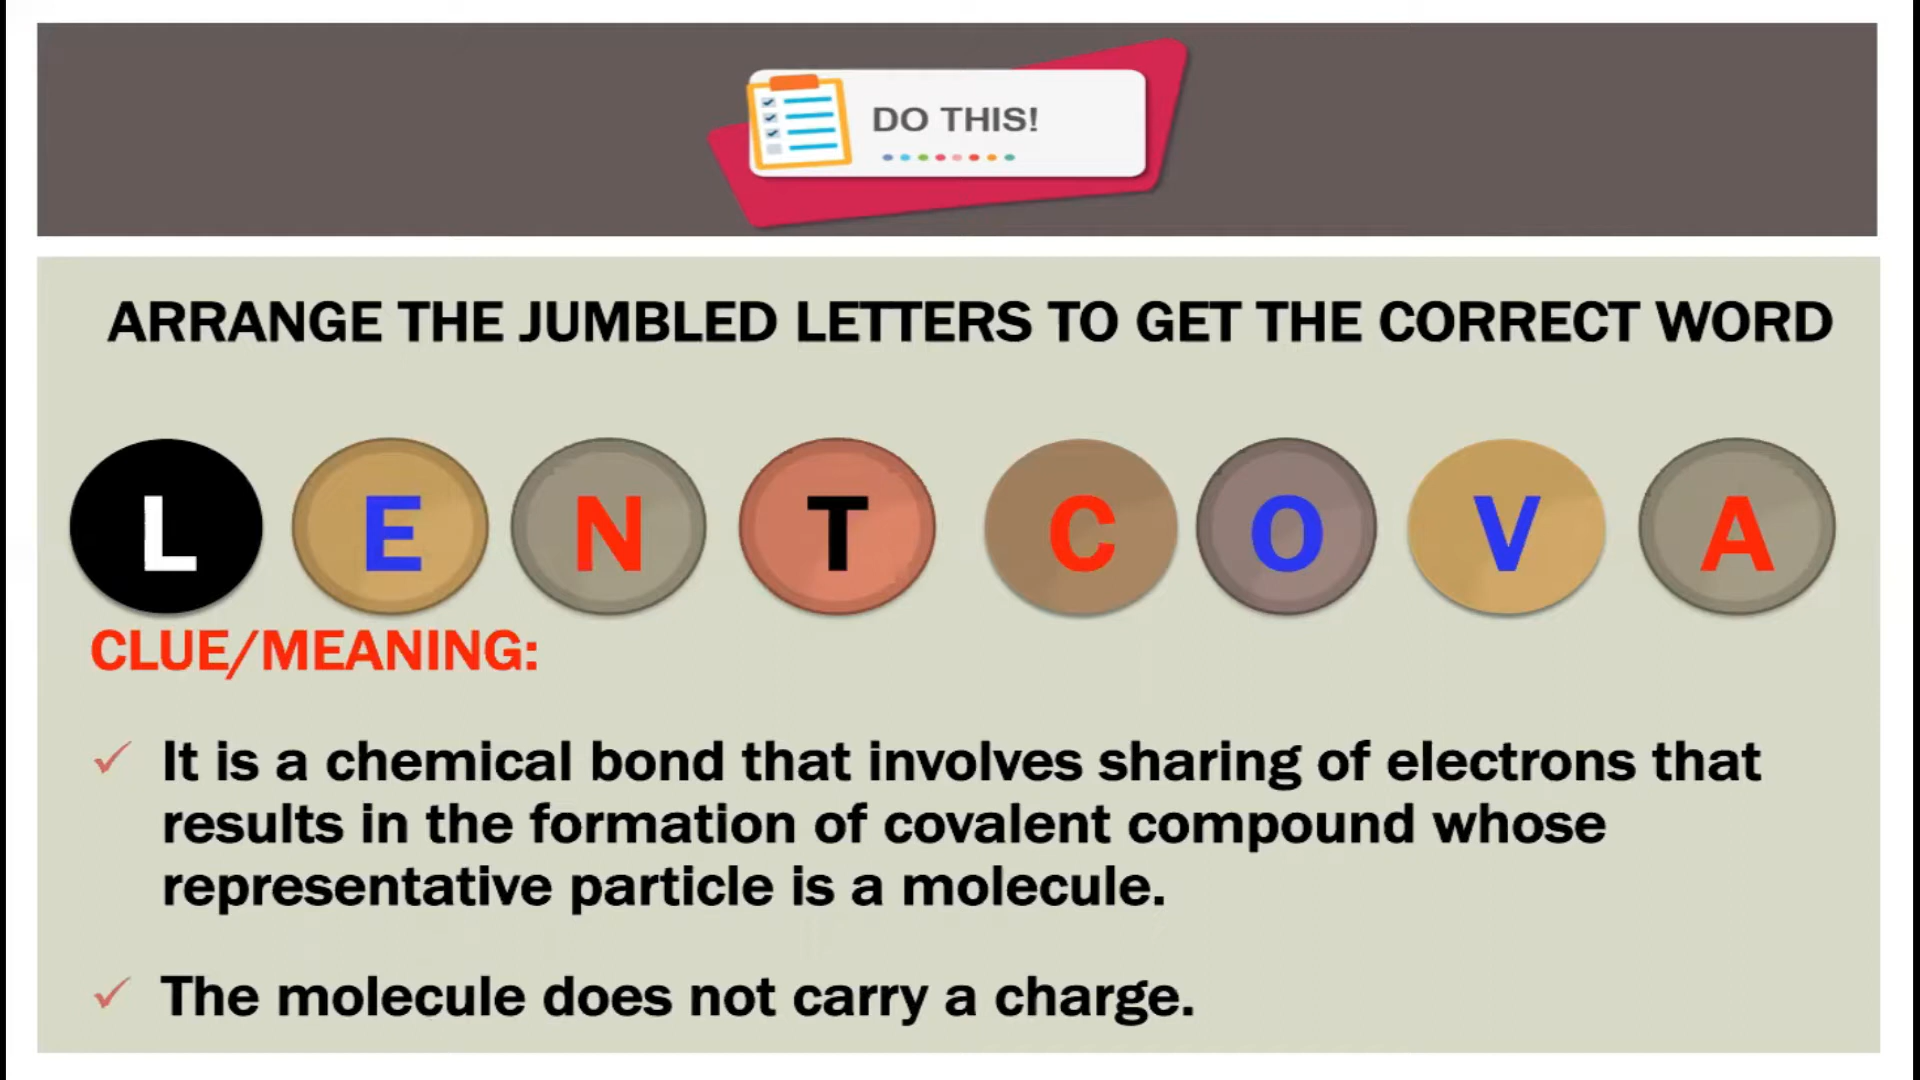 DO THIS!
ARRANGE THE JUMBLED LETTERS TO GET THE CORRECT WORD
L E N T C O V A
CLUE/MEANING:
✓ It is a chemical bond that involves sharing of electrons that
results in the formation of covalent compound whose
representative particle is a molecule.
✓ The molecule does not carry a charge.